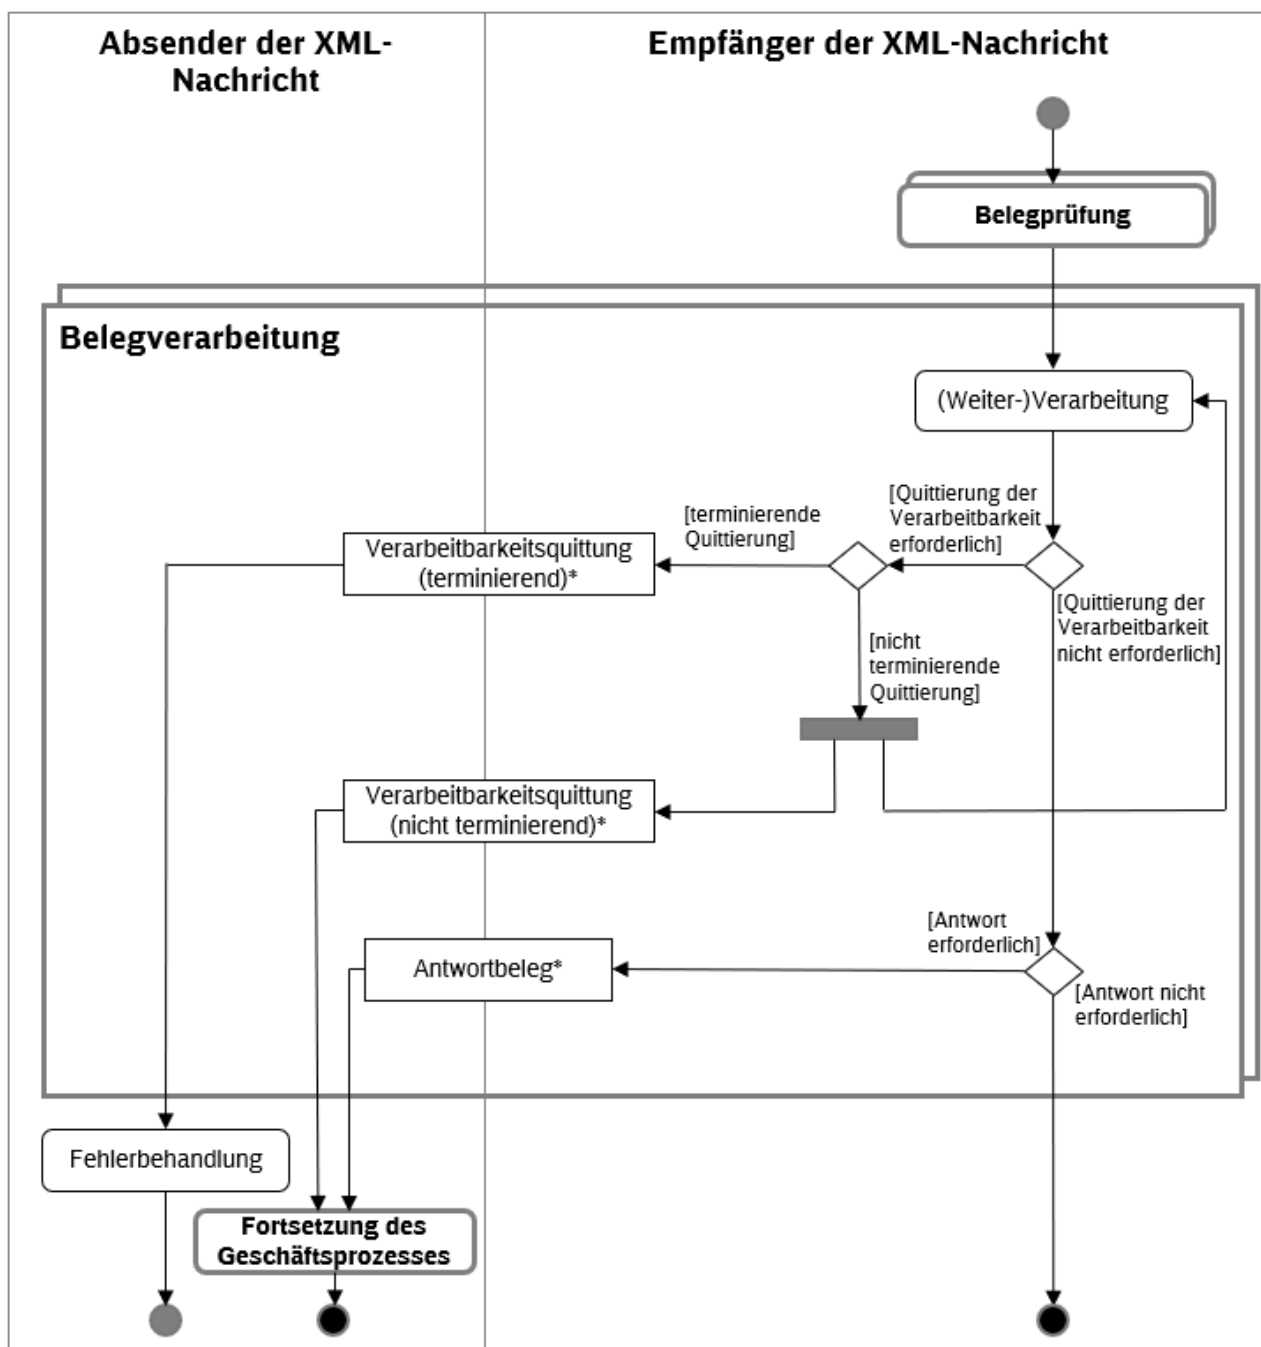 Absender der XML-
Nachricht
Empfänger der XML-Nachricht
Belegprüfung
Belegverarbeitung
(Weiter-)Verarbeitung
[Quittierung der
Verarbeitbarkeit
erforderlich]
[terminierende
Quittierung]
Verarbeitbarkeitsquittung
(terminierend)*
[Quittierung der
Verarbeitbarkeit
nicht erforderlich]
[nicht
terminierende
Quittierung]
Verarbeitbarkeitsquittung
(nicht terminierend)*
[Antwort
erforderlich]
Antwortbeleg*
[Antwort nicht
erforderlich]
Fehlerbehandlung
Fortsetzung des
Geschäftsprozesses